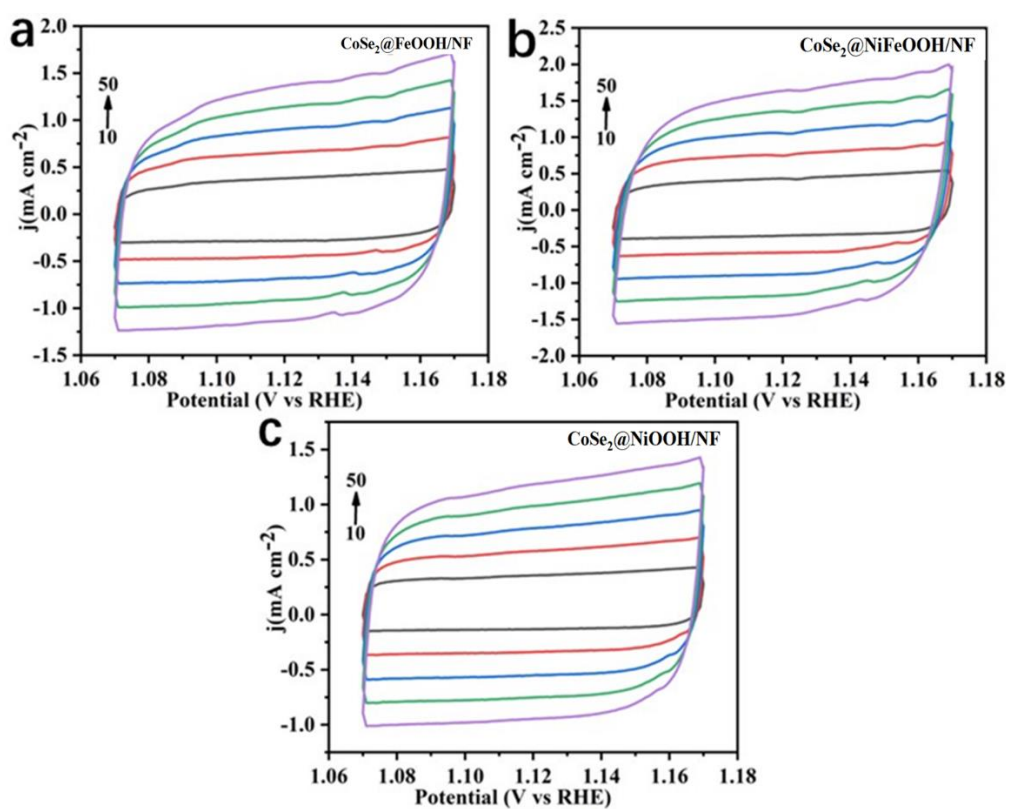 a
CoSe₂@FeOOH/NF
50
10
j(mA cm⁻²)
2.0
1.5
1.0
0.5
0.0
-0.5
-1.0
-1.5
1.06 1.08 1.10 1.12 1.14 1.16 1.18
Potential (V vs RHE)
b
CoSe₂@NiFeOOH/NF
50
10
j(mA cm⁻²)
2.5
2.0
1.5
1.0
0.5
0.0
-0.5
-1.0
-1.5
-2.0
1.06 1.08 1.10 1.12 1.14 1.16 1.18
Potential (V vs RHE)
c
CoSe₂@NiOOH/NF
50
10
j(mA cm⁻²)
1.5
1.0
0.5
0.0
-0.5
-1.0
1.06 1.08 1.10 1.12 1.14 1.16 1.18
Potential (V vs RHE)